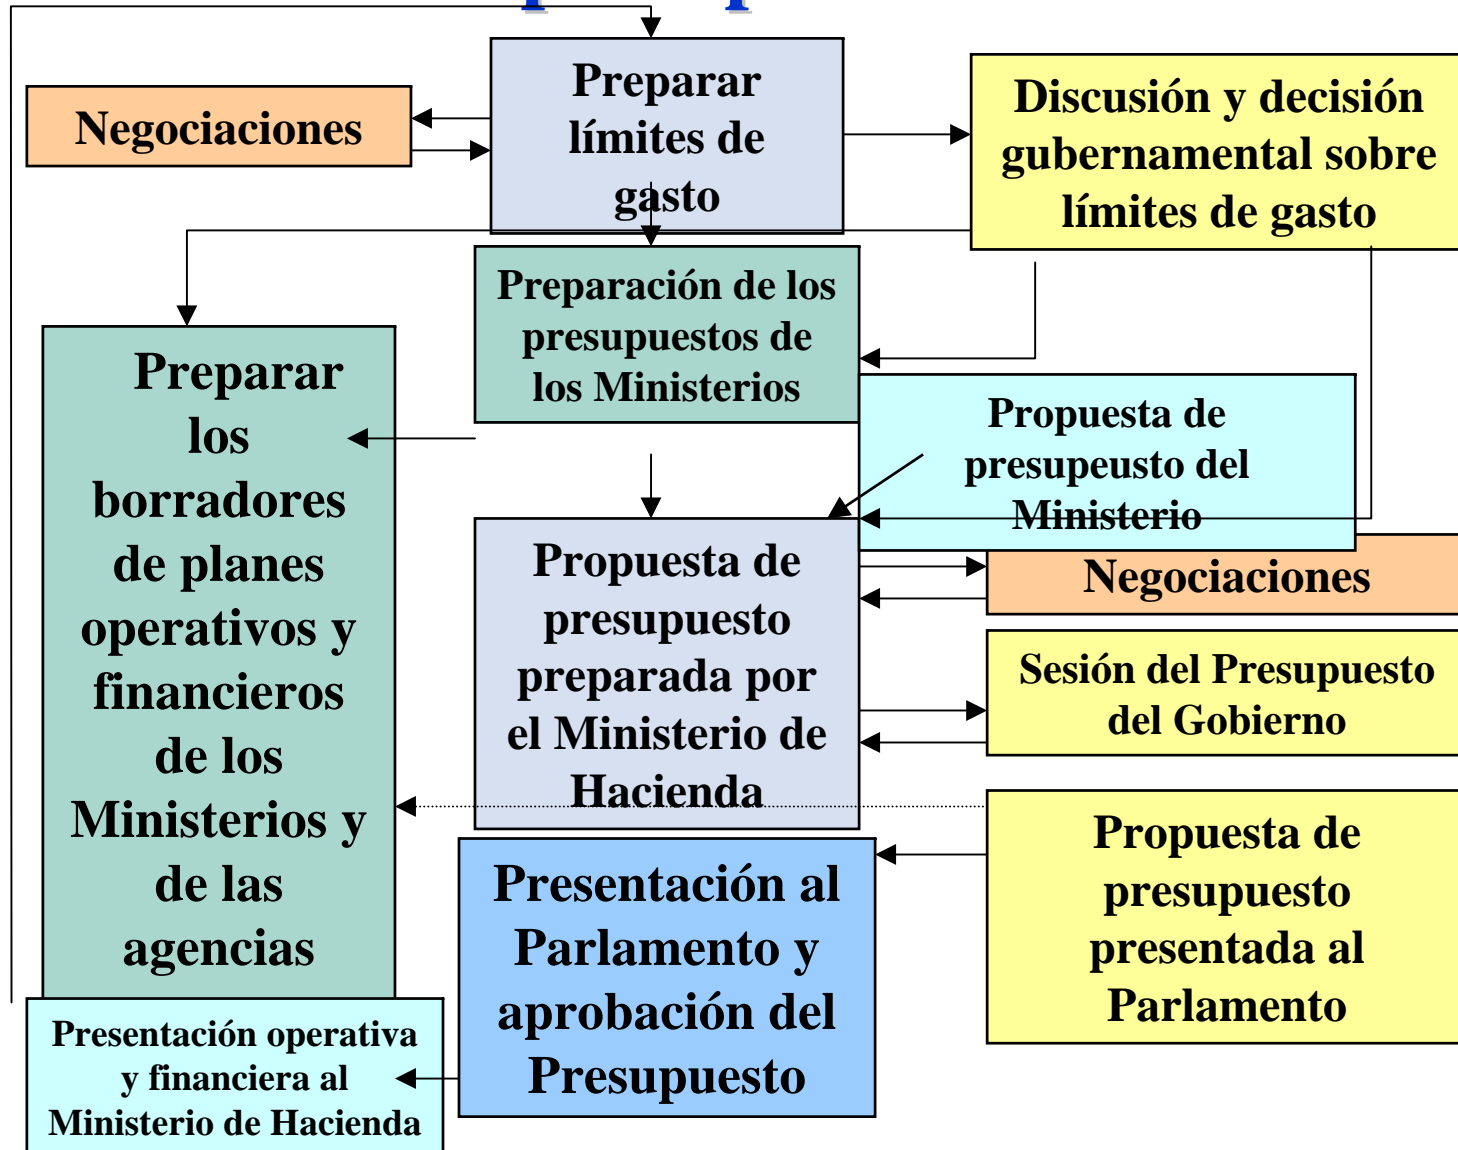 Negociaciones
Preparar
límites de
gasto
Discusión y decisión
gubernamental sobre
límites de gasto
Preparación de los
presupuestos de
los Ministerios
Preparar
los
borradores
de planes
operativos y
financieros
de los
Ministerios y
de las
agencias
Propuesta de
presupeusto del
Ministerio
Propuesta de
presupuesto
preparada por
el Ministerio de
Hacienda
Negociaciones
Sesión del Presupuesto
del Gobierno
Propuesta de
presupuesto
presentada al
Parlamento
Presentación al
Parlamento y
aprobación del
Presupuesto
Presentación operativa
y financiera al
Ministerio de Hacienda